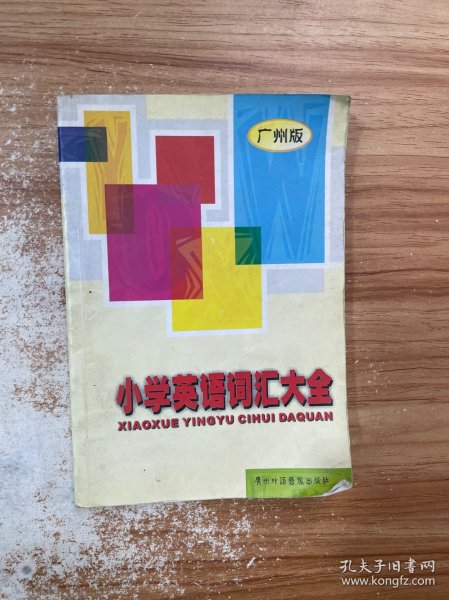 广州版
小学英语词汇大全
XIAOXUE YINGYU CIHUI DAQUAN
广州外语音像出版社
孔夫子旧书网
www.kongfz.com